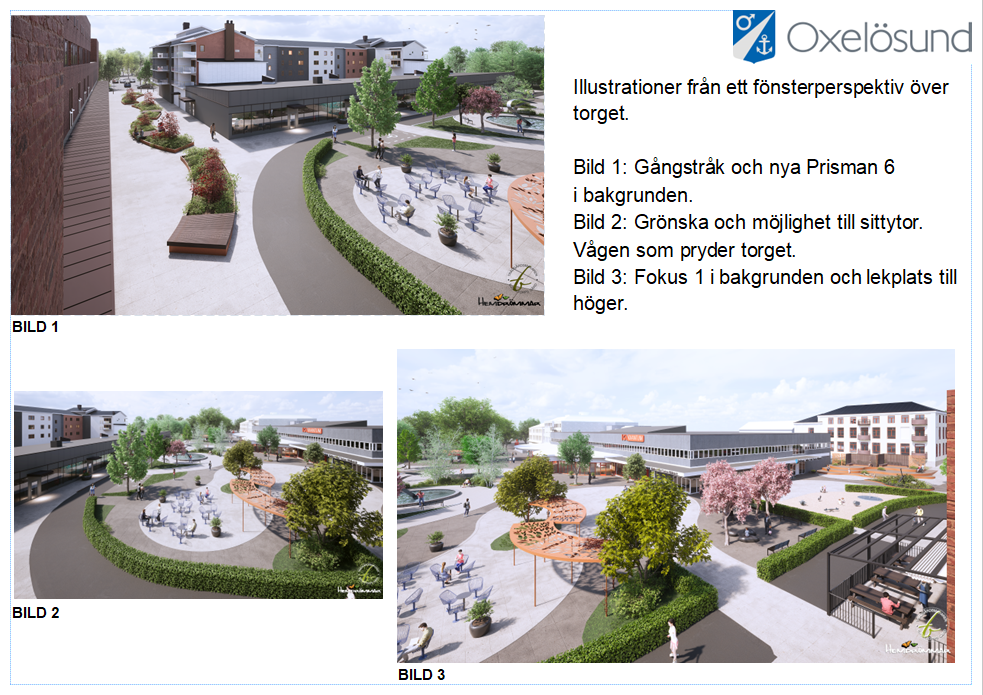 Oxelösund
Illustrationer från ett fönsterperspektiv över
torget.
Bild 1: Gångstråk och nya Prisman 6
i bakgrunden.
Bild 2: Grönska och möjlighet till sittytor.
Vågen som pryder torget.
Bild 3: Fokus 1 i bakgrunden och lekplats till
höger.
BILD 1
BILD 2
BILD 3